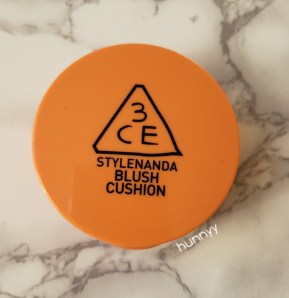 3
CE
STYLENANDA
BLUSH
CUSHION
hunnyy